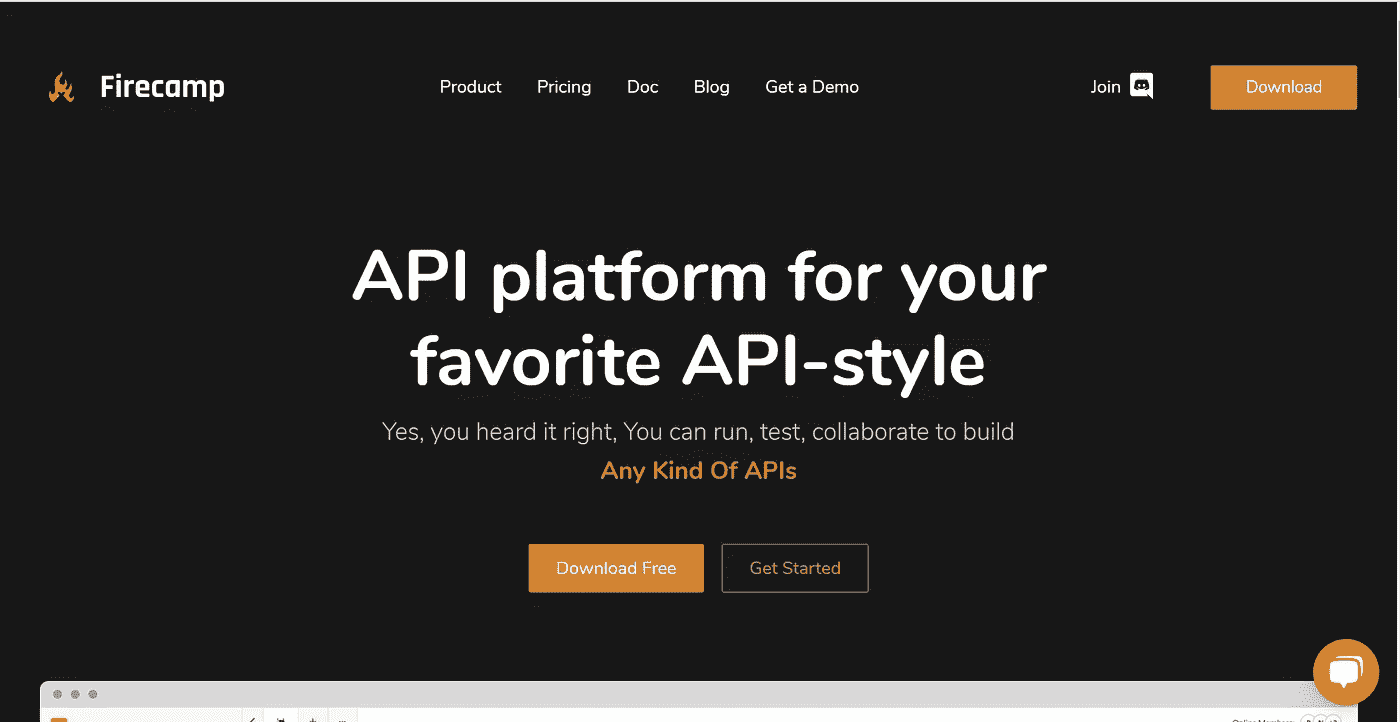 Firecamp
Product Pricing Doc Blog Get a Demo
Join
Download
API platform for your
favorite API-style
Yes, you heard it right, You can run, test, collaborate to build
Any Kind Of APIs
Download Free
Get Started